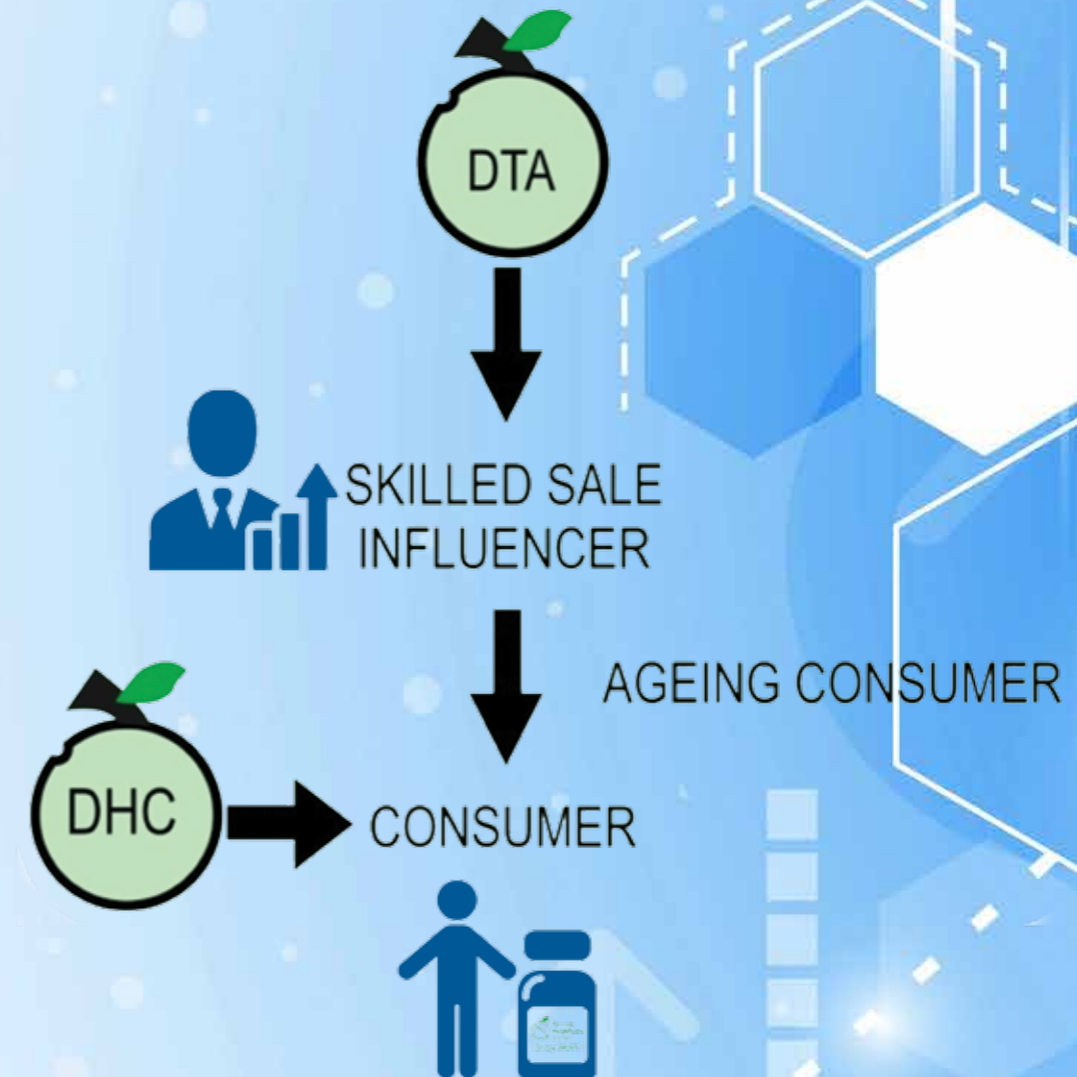 DTA
SKILLED SALE
INFLUENCER
AGEING CONSUMER
DHC
CONSUMER